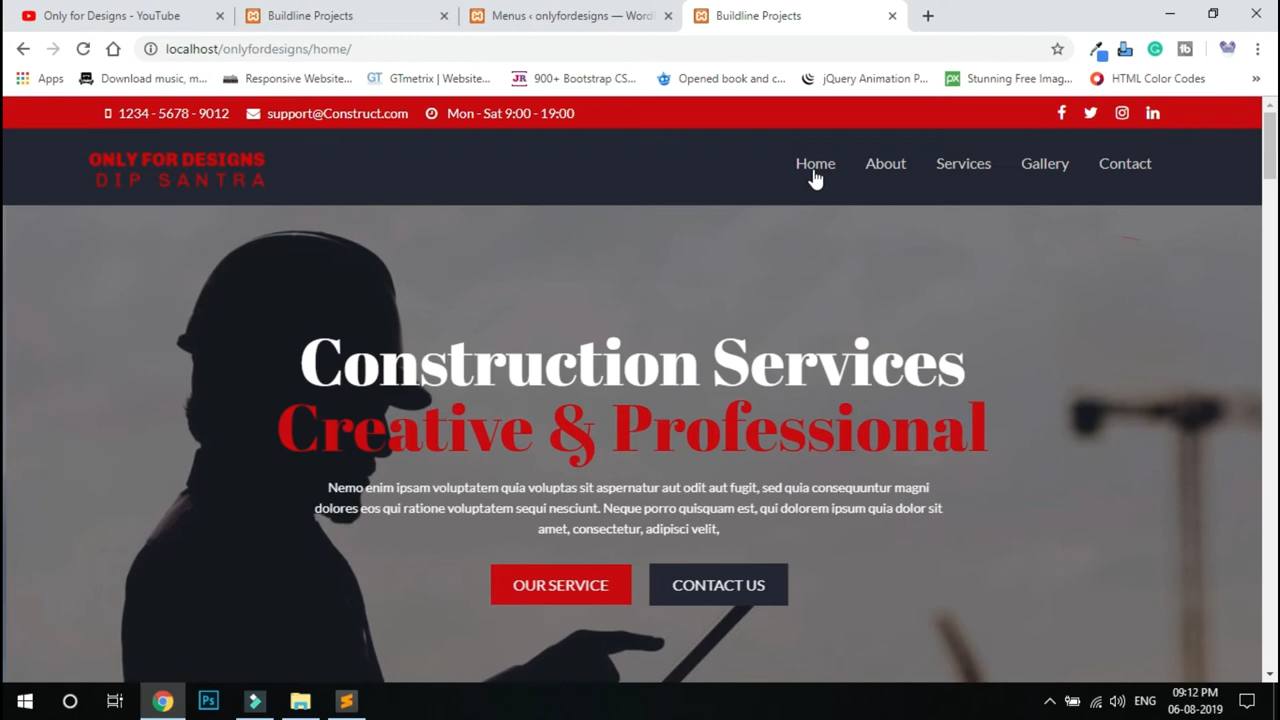 Only for Designs - YouTube
Buildline Projects
Menus ‹ onlyfordesigns — Word
Buildline Projects
localhost/onlyfordesigns/home/
Apps
Download music, m...
Responsive Website...
GT GTmetrix | Website...
JR 900+ Bootstrap CS...
Opened book and c...
jQuery Animation P...
px Stunning Free Imag...
HTML Color Codes
»
1234 - 5678 - 9012
support@Construct.com
Mon - Sat 9:00 - 19:00
ONLY FOR DESIGNS
DIP SANTRA
Home
About
Services
Gallery
Contact
Construction Services
Creative & Professional
Nemo enim ipsam voluptatem quia voluptas sit aspernatur aut odit aut fugit, sed quia consequuntur magni
dolores eos qui ratione voluptatem sequi nesciunt. Neque porro quisquam est, qui dolorem ipsum quia dolor sit
amet, consectetur, adipisci velit,
OUR SERVICE
CONTACT US
Ps
ENG
09:12 PM
06-08-2019